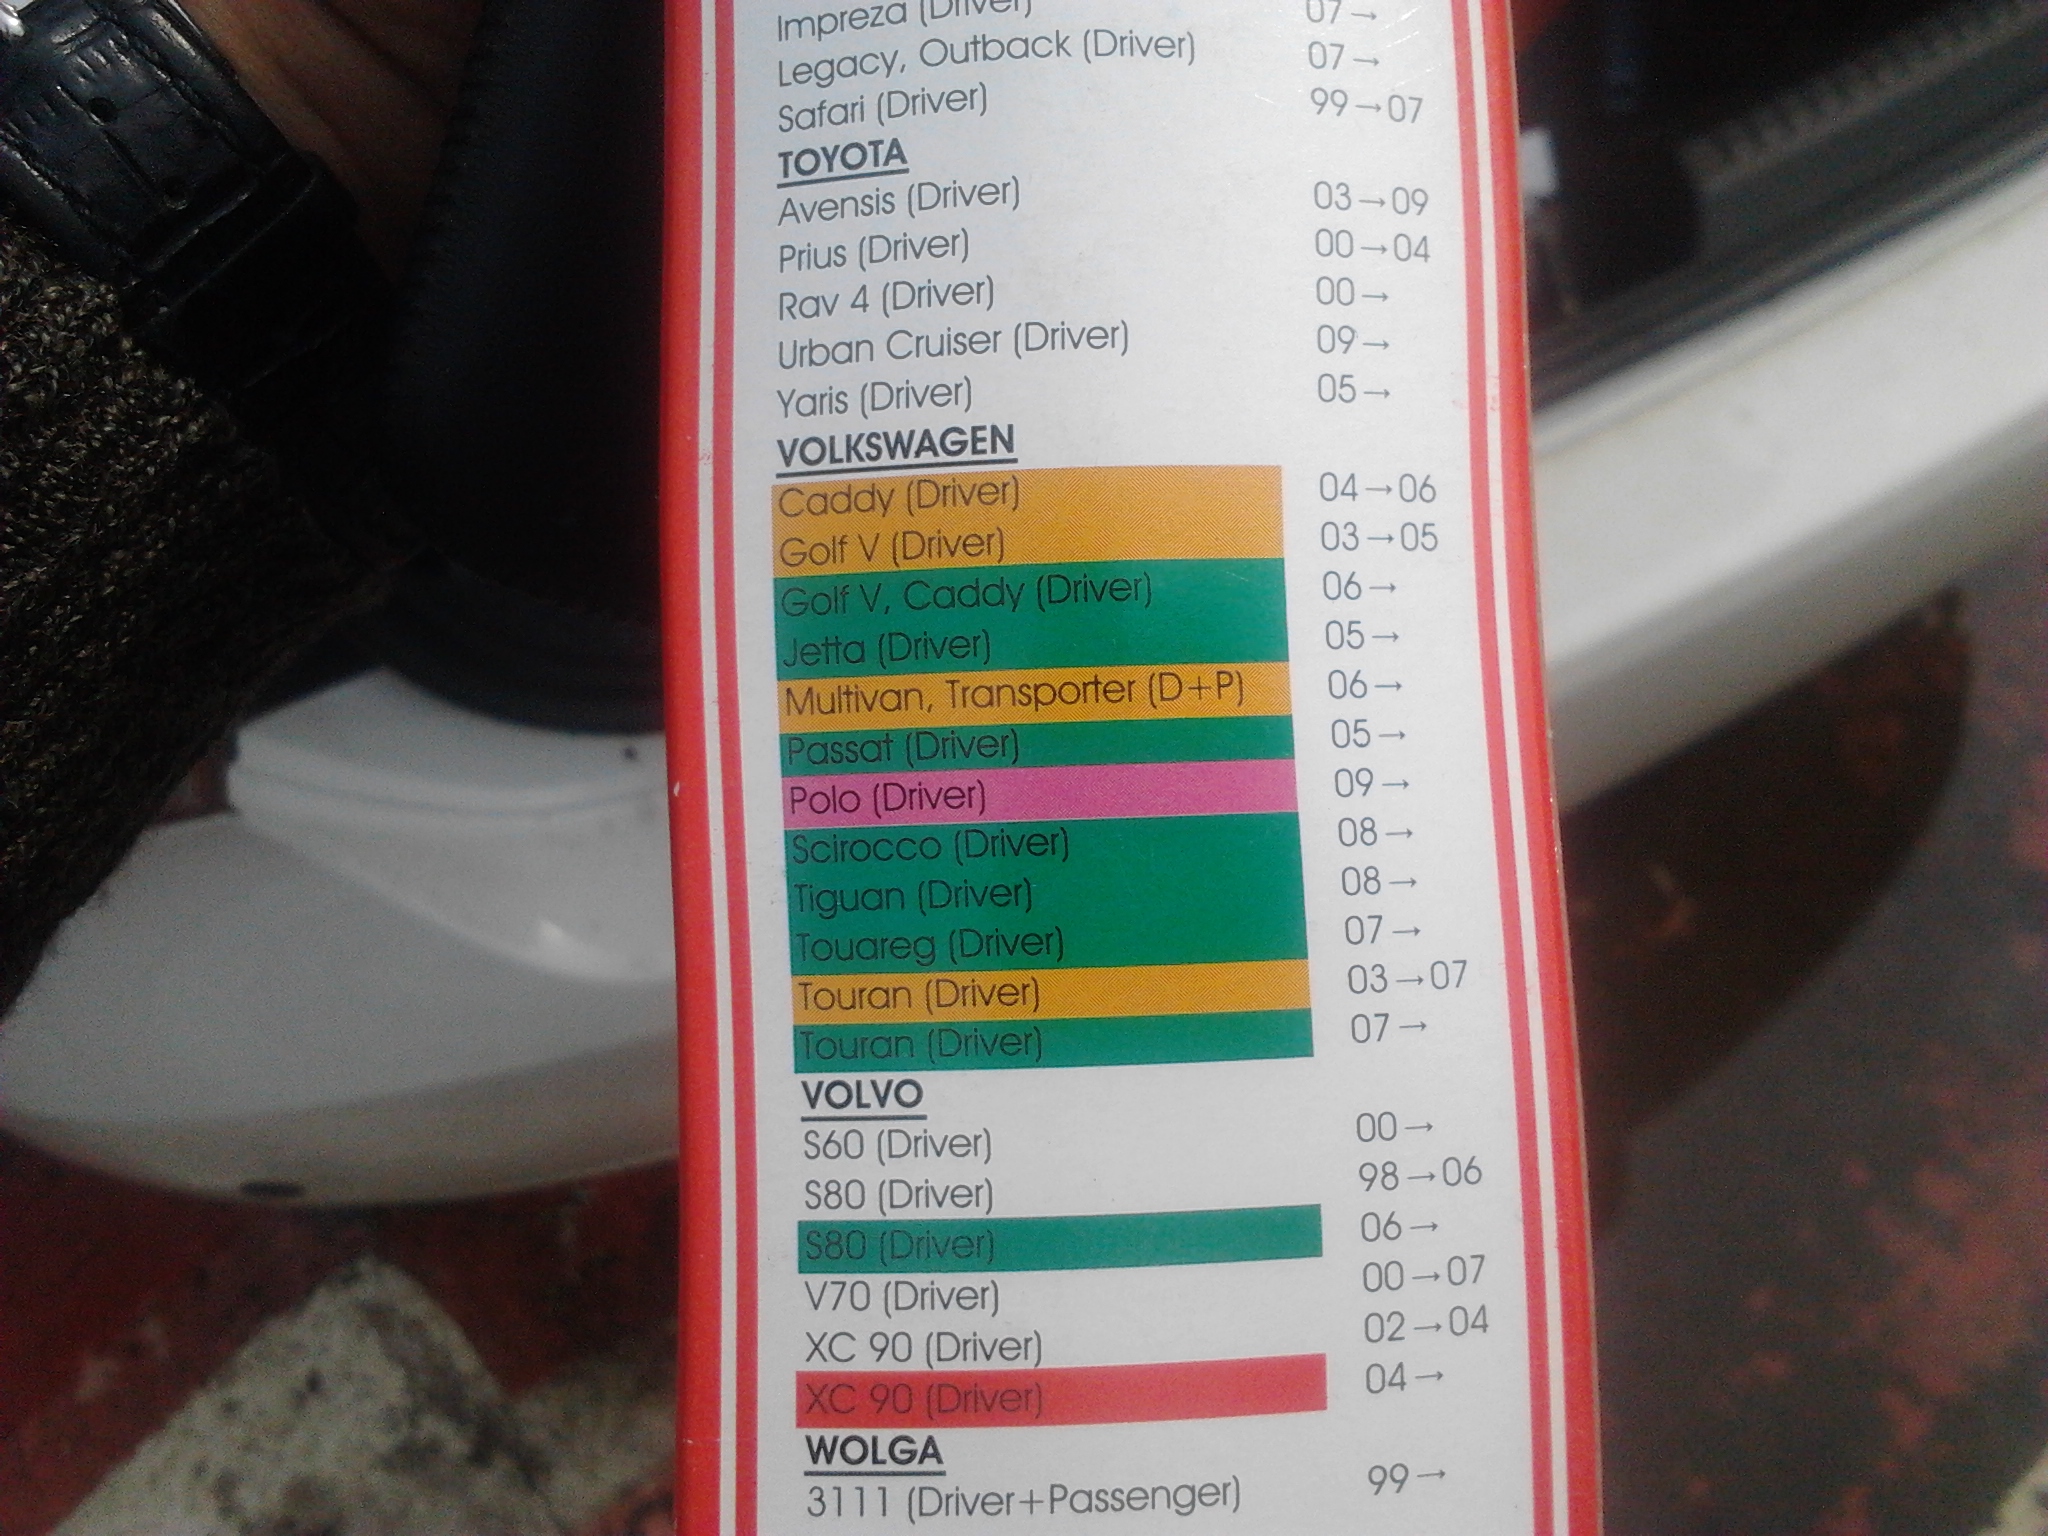 Impreza (Driver) 07→
Legacy, Outback (Driver) 07→
Safari (Driver) 99→07
TOYOTA
Avensis (Driver) 03→09
Prius (Driver) 00→04
Rav 4 (Driver) 00→
Urban Cruiser (Driver) 09→
Yaris (Driver) 05→
VOLKSWAGEN
Caddy (Driver) 04→06
Golf V (Driver) 03→05
Golf V, Caddy (Driver) 06→
Jetta (Driver) 05→
Multivan, Transporter (D+P) 06→
Passat (Driver) 05→
Polo (Driver) 09→
Scirocco (Driver) 08→
Tiguan (Driver) 08→
Touareg (Driver) 07→
Touran (Driver) 03→07
Touran (Driver) 07→
VOLVO
S60 (Driver) 00→
S80 (Driver) 98→06
S80 (Driver) 06→
V70 (Driver) 00→07
XC 90 (Driver) 02→04
XC 90 (Driver) 04→
WOLGA
3111 (Driver+Passenger) 99→